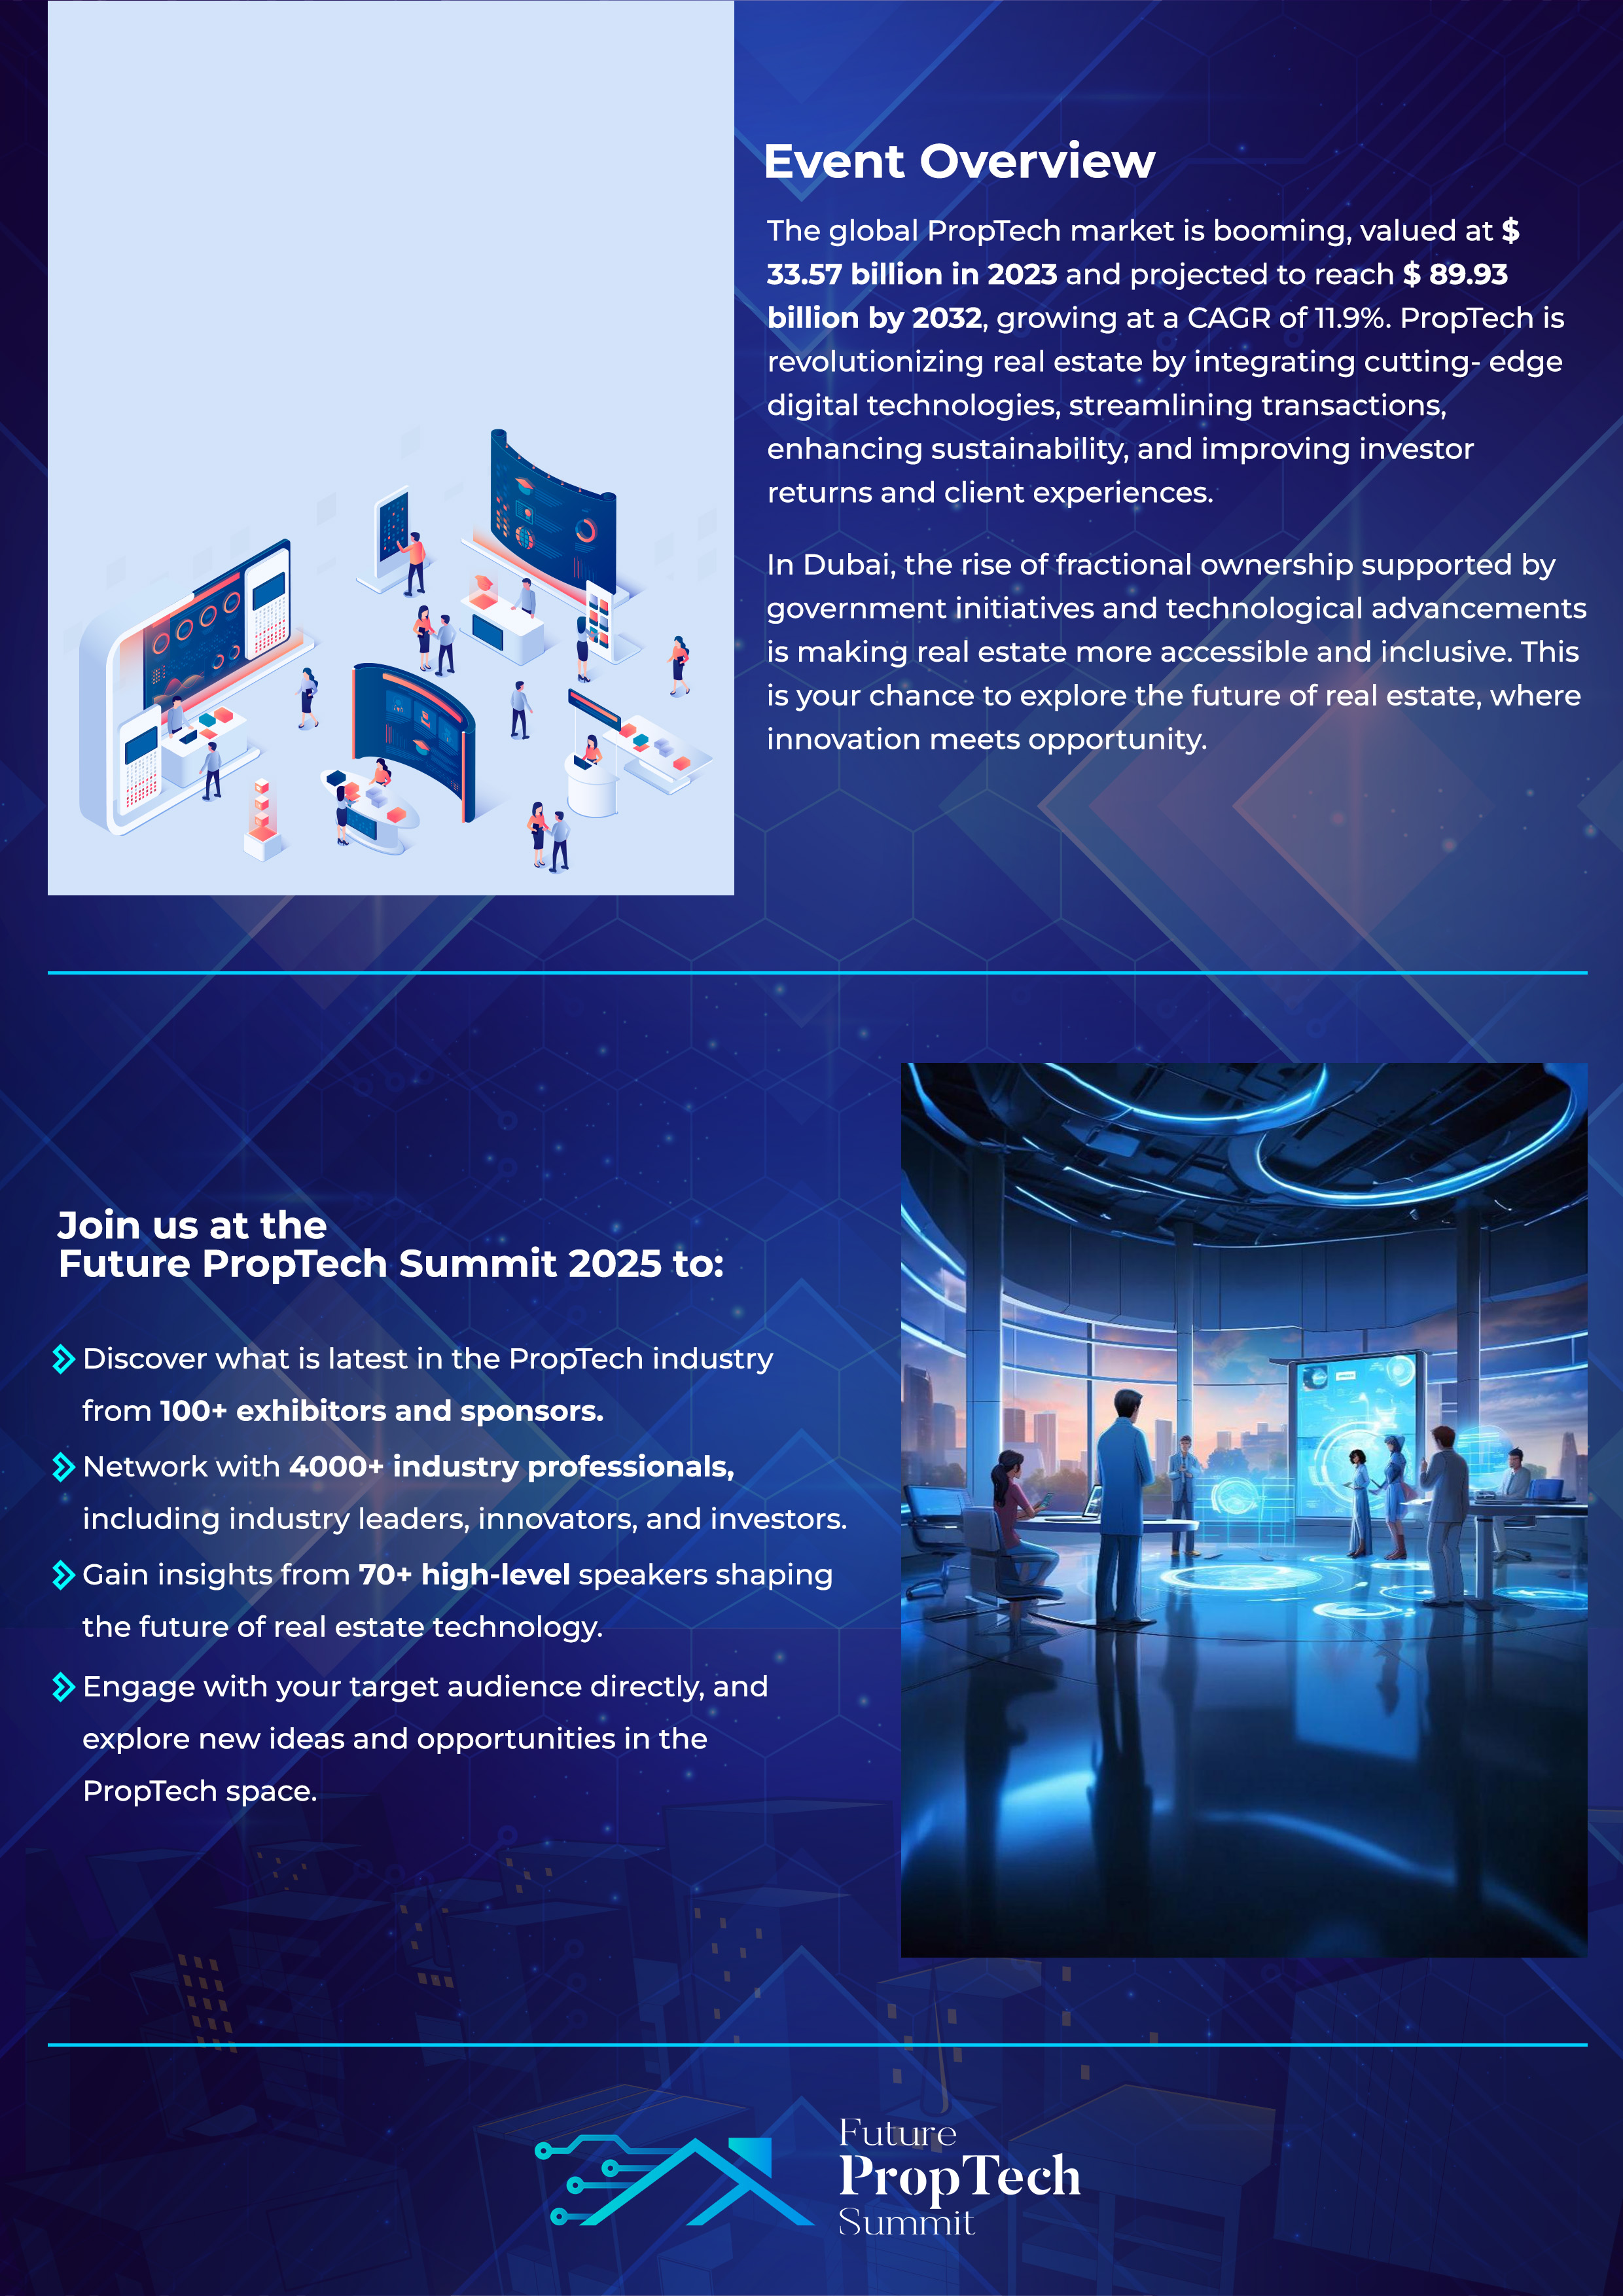 Event Overview
The global PropTech market is booming, valued at $
33.57 billion in 2023 and projected to reach $ 89.93
billion by 2032, growing at a CAGR of 11.9%. PropTech is
revolutionizing real estate by integrating cutting- edge
digital technologies, streamlining transactions,
enhancing sustainability, and improving investor
returns and client experiences.
In Dubai, the rise of fractional ownership supported by
government initiatives and technological advancements
is making real estate more accessible and inclusive. This
is your chance to explore the future of real estate, where
innovation meets opportunity.
Join us at the
Future PropTech Summit 2025 to:
Discover what is latest in the PropTech industry
from 100+ exhibitors and sponsors.
Network with 4000+ industry professionals,
including industry leaders, innovators, and investors.
Gain insights from 70+ high-level speakers shaping
the future of real estate technology.
Engage with your target audience directly, and
explore new ideas and opportunities in the
PropTech space.
Future
PropTech
Summit